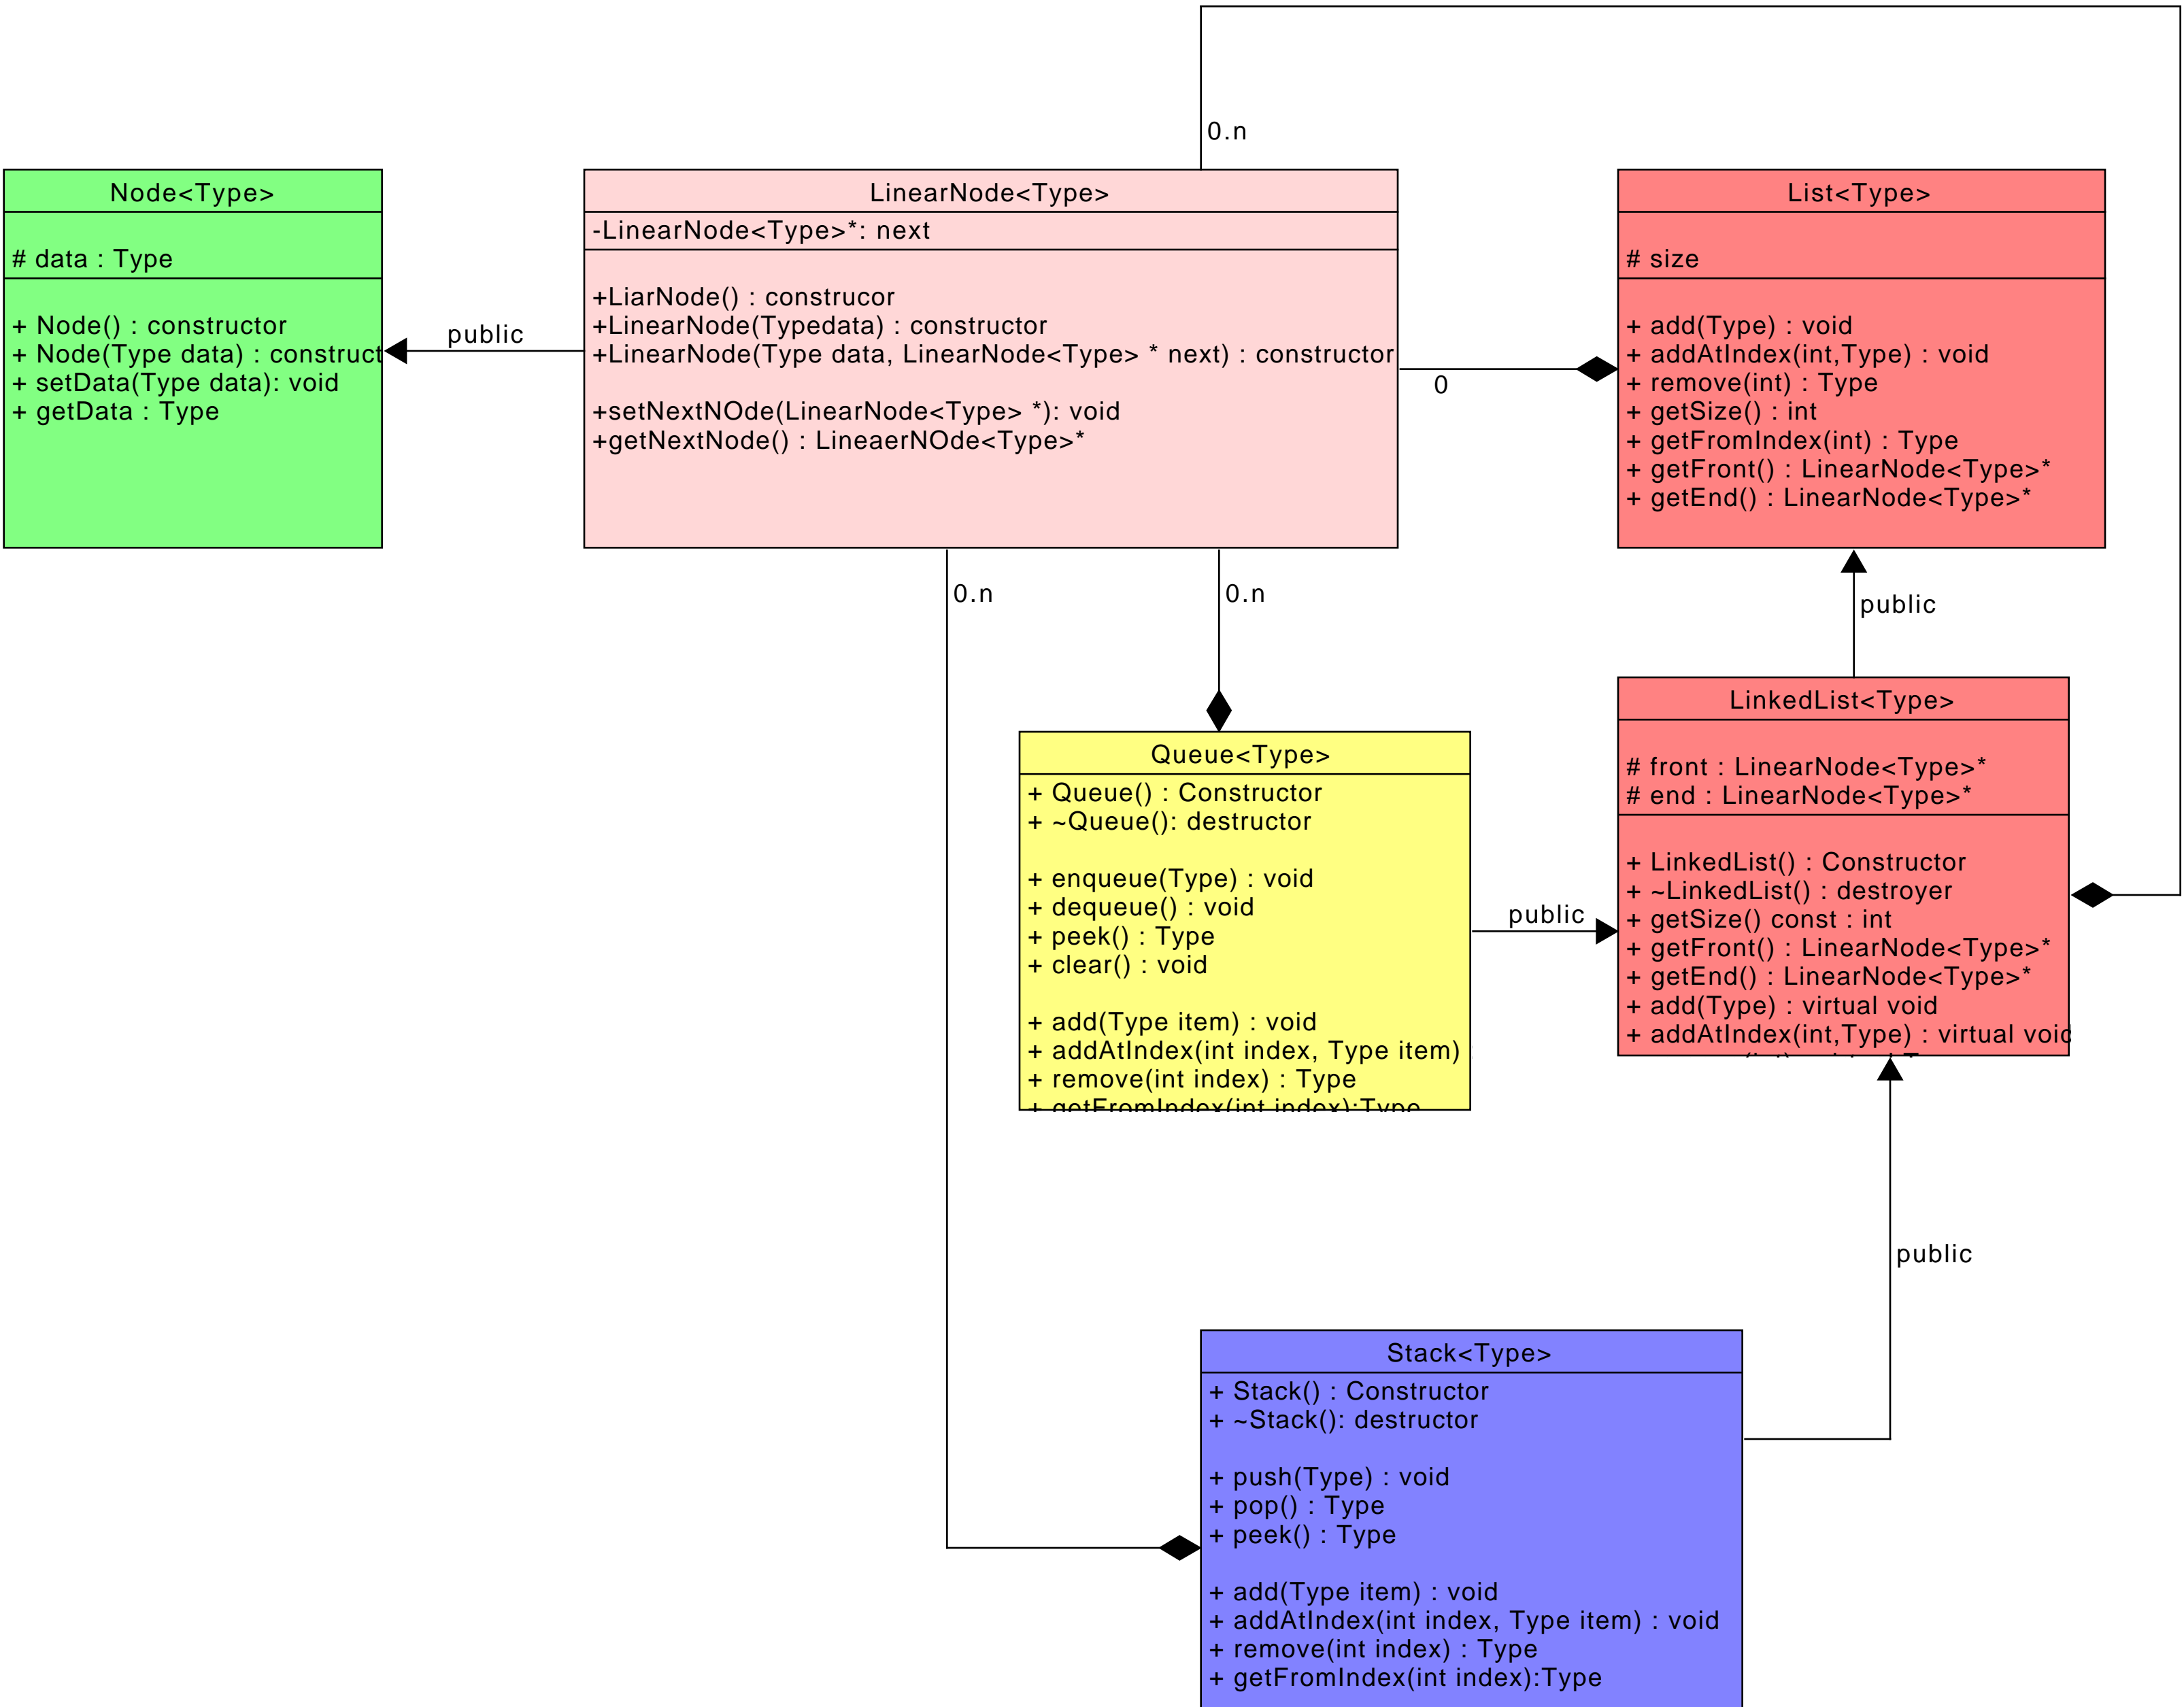 0.n
Node<Type>
# data : Type
+ Node() : constructor
+ Node(Type data) : construct
+ setData(Type data): void
+ getData : Type
public
LinearNode<Type>
-LinearNode<Type>*: next
+LiarNode() : construcor
+LinearNode(Typedata) : constructor
+LinearNode(Type data, LinearNode<Type> * next) : constructor
+setNextNOde(LinearNode<Type> *): void
+getNextNode() : LineaerNOde<Type>*
0
List<Type>
# size
+ add(Type) : void
+ addAtIndex(int,Type) : void
+ remove(int) : Type
+ getSize() : int
+ getFromIndex(int) : Type
+ getFront() : LinearNode<Type>*
+ getEnd() : LinearNode<Type>*
0.n
0.n
public
Queue<Type>
+ Queue() : Constructor
+ ~Queue(): destructor
+ enqueue(Type) : void
+ dequeue() : void
+ peek() : Type
+ clear() : void
+ add(Type item) : void
+ addAtIndex(int index, Type item)
+ remove(int index) : Type
+ getFromIndex(int index):Type
public
LinkedList<Type>
# front : LinearNode<Type>*
# end : LinearNode<Type>*
+ LinkedList() : Constructor
+ ~LinkedList() : destroyer
+ getSize() const : int
+ getFront() : LinearNode<Type>*
+ getEnd() : LinearNode<Type>*
+ add(Type) : virtual void
+ addAtIndex(int,Type) : virtual void
public
Stack<Type>
+ Stack() : Constructor
+ ~Stack(): destructor
+ push(Type) : void
+ pop() : Type
+ peek() : Type
+ add(Type item) : void
+ addAtIndex(int index, Type item) : void
+ remove(int index) : Type
+ getFromIndex(int index):Type